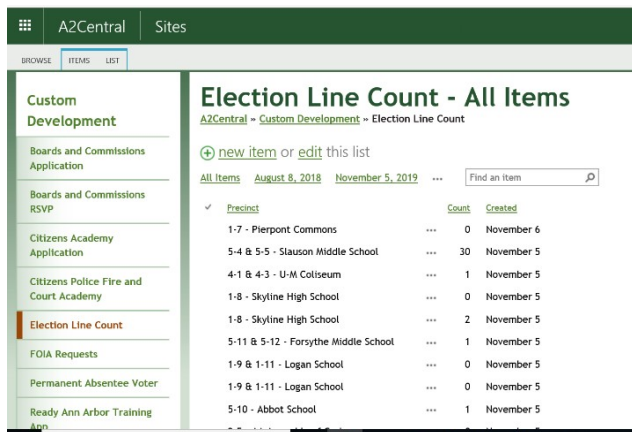 A2Central Sites
BROWSE ITEMS LIST
Custom
Development
Boards and Commissions
Application
Boards and Commissions
RSVP
Citizens Academy
Application
Citizens Police Fire and
Court Academy
Election Line Count
FOIA Requests
Permanent Absentee Voter
Ready Ann Arbor Training
App
Election Line Count - All Items
A2Central » Custom Development » Election Line Count
new item or edit this list
All Items August 8, 2018 November 5, 2019 ... Find an item
Precinct Count Created
1-7 - Pierpont Commons ... 0 November 6
5-4 & 5-5 - Slauson Middle School ... 30 November 5
4-1 & 4-3 - U-M Coliseum ... 1 November 5
1-8 - Skyline High School ... 0 November 5
1-8 - Skyline High School ... 2 November 5
5-11 & 5-12 - Forsythe Middle School ... 1 November 5
1-9 & 1-11 - Logan School ... 0 November 5
1-9 & 1-11 - Logan School ... 0 November 5
5-10 - Abbot School ... 1 November 5